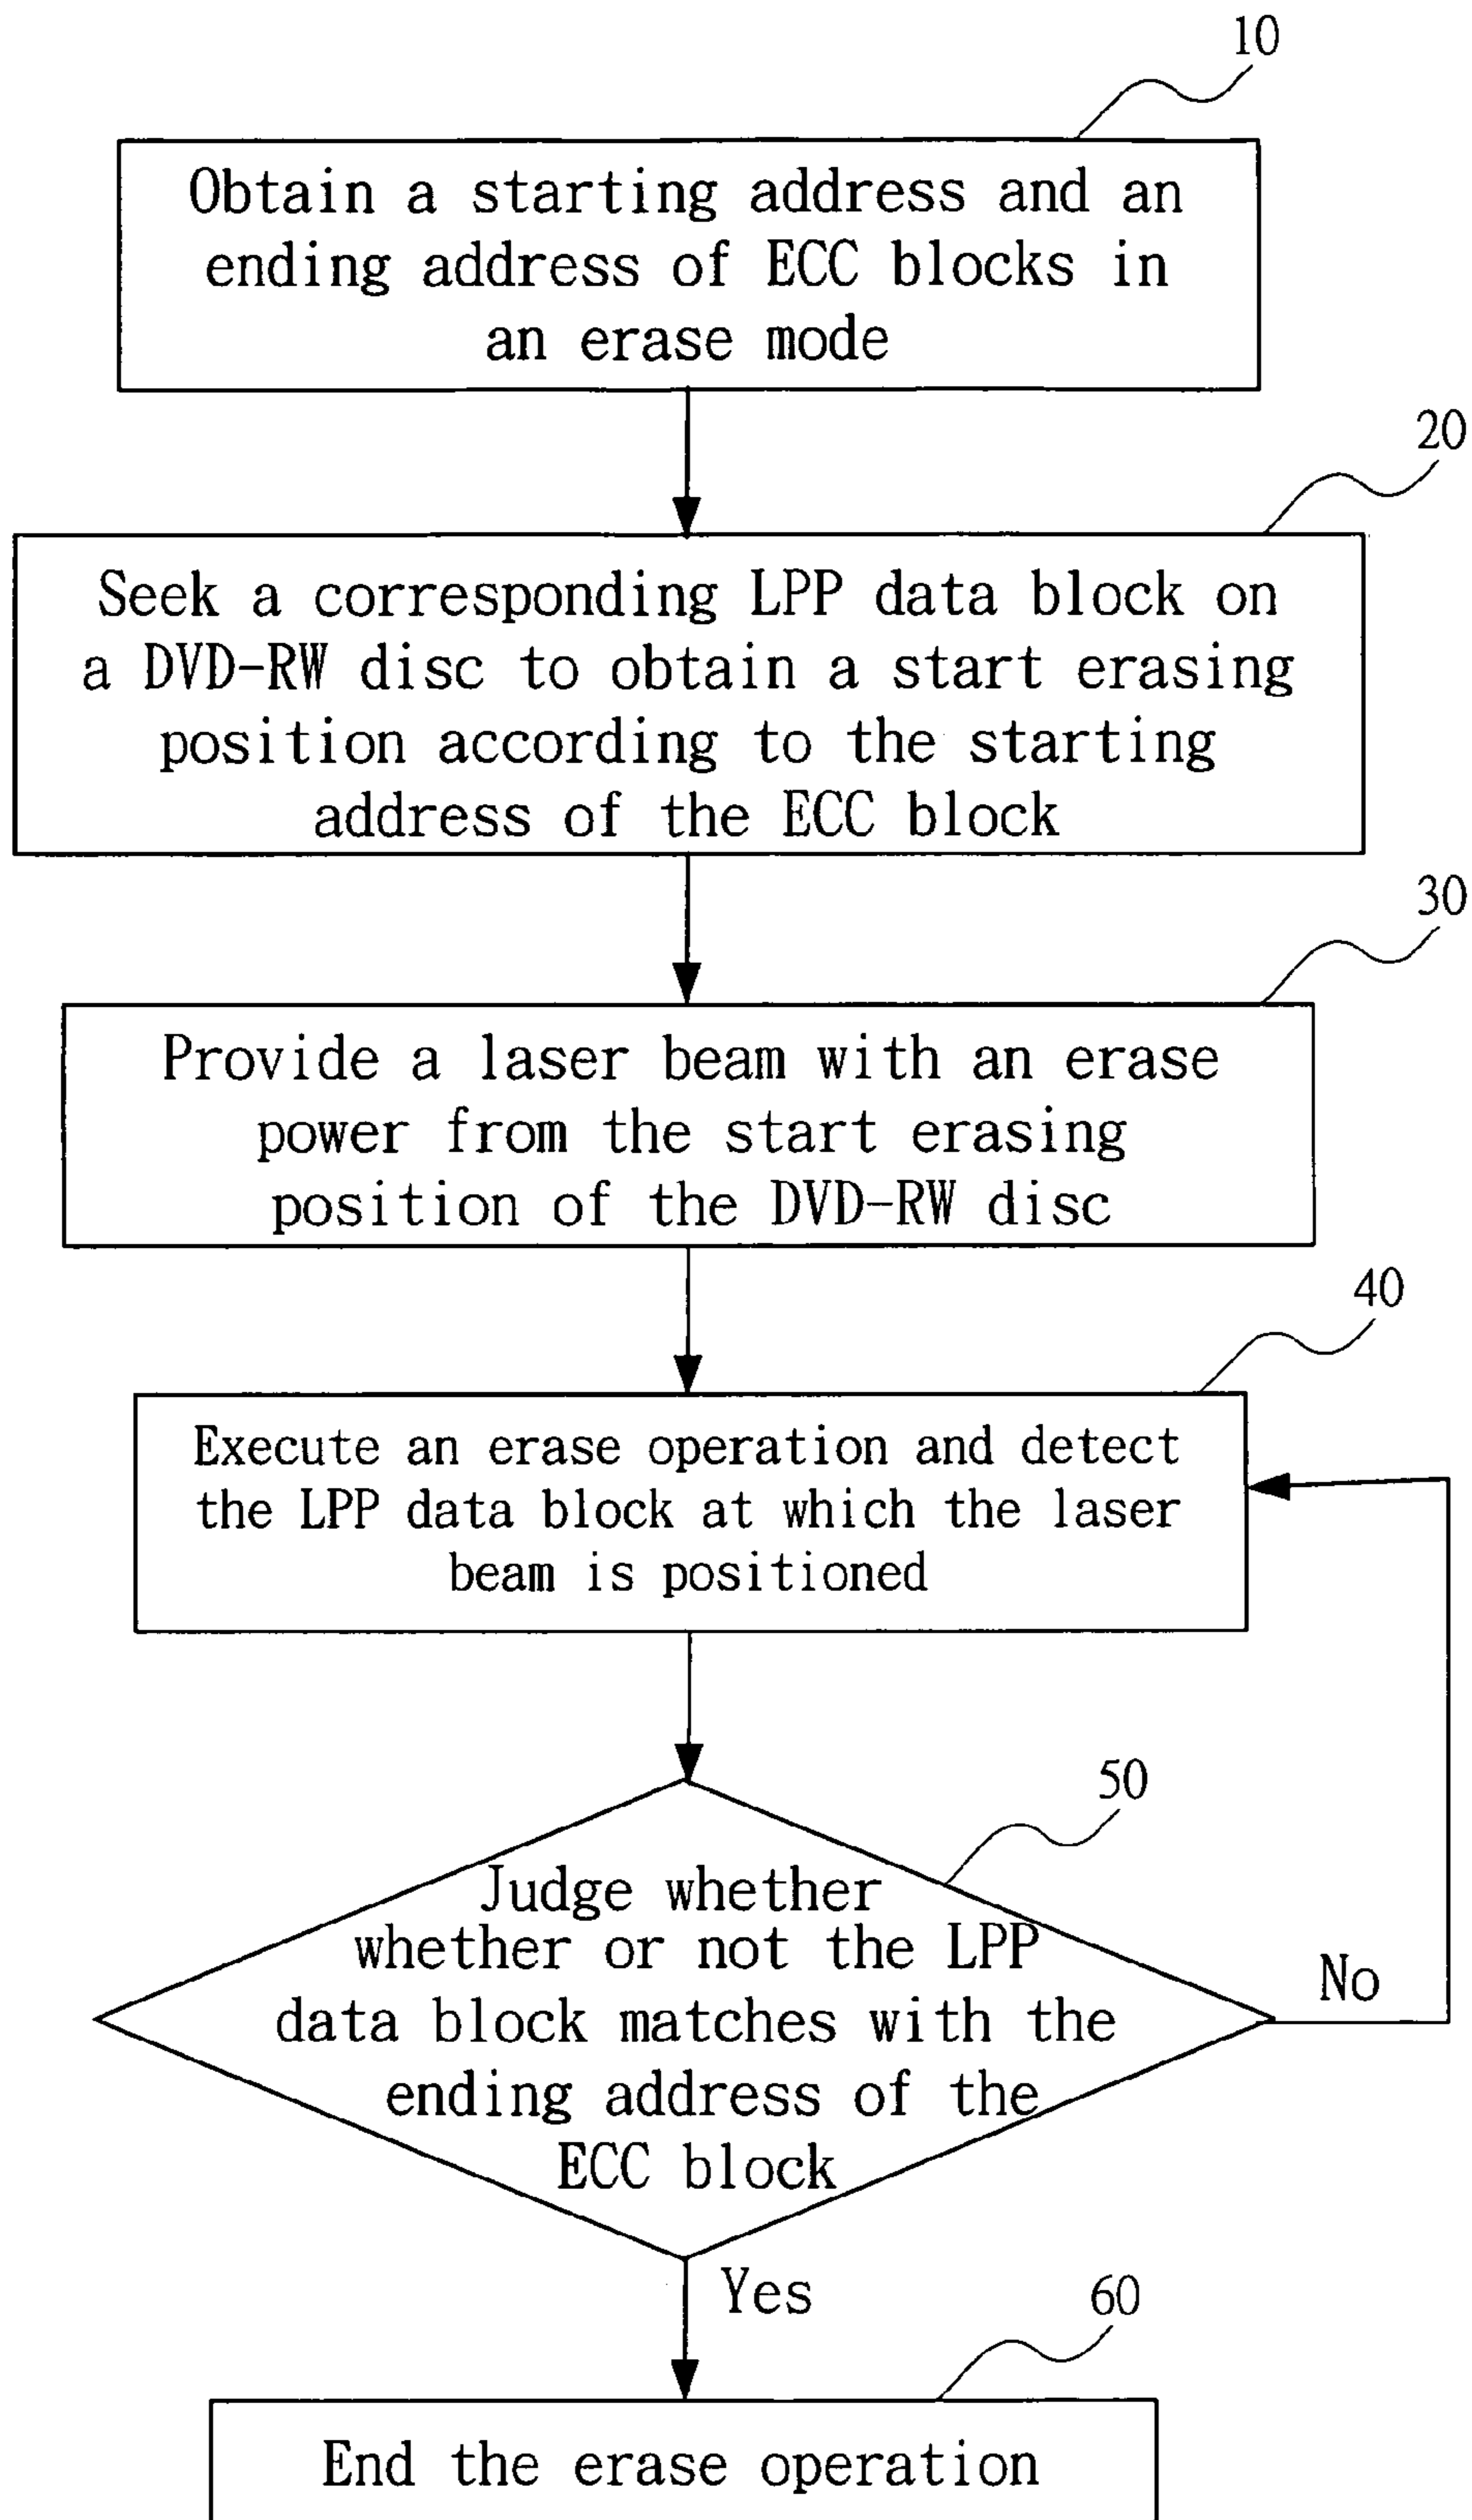 10
Obtain a starting address and an
ending address of ECC blocks in
an erase mode
20
Seek a corresponding LPP data block on
a DVD-RW disc to obtain a start erasing
position according to the starting
address of the ECC block
30
Provide a laser beam with an erase
power from the start erasing
position of the DVD-RW disc
40
Execute an erase operation and detect
the LPP data block at which the laser
beam is positioned
50
Judge whether
whether or not the LPP
data block matches with the
ending address of the
ECC block
No
Yes
60
End the erase operation